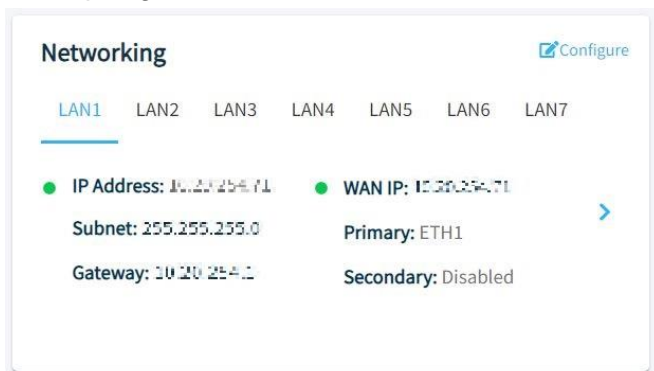 Networking
Configure
LAN1 LAN2 LAN3 LAN4 LAN5 LAN6 LAN7
IP Address:
WAN IP:
Subnet: 255.255.255.0
Primary: ETH1
Gateway:
Secondary: Disabled